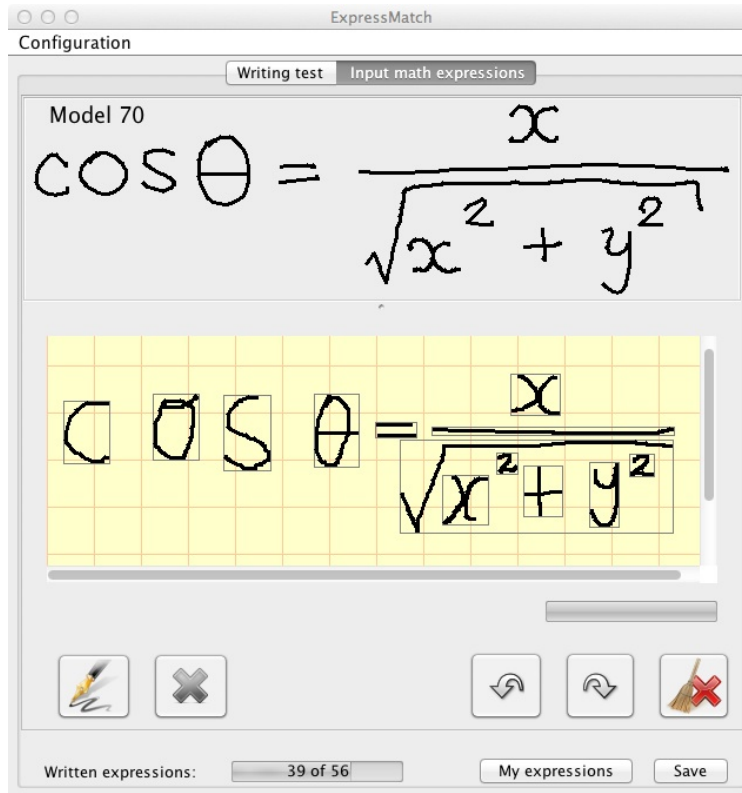 ExpressMatch
Configuration
Writing test Input math expressions
Model 70
cos θ = x / √(x² + y²)
cos θ = x / √(x² + y²)
Written expressions: 39 of 56 My expressions Save